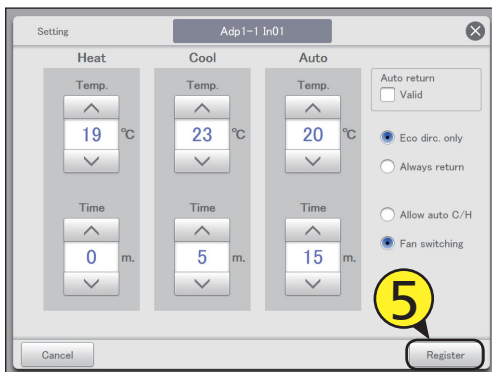 Setting
Adp1-1 In01
Heat Cool Auto
Temp. Temp. Temp.
19 °C 23 °C 20 °C
Time Time Time
0 m. 5 m. 15 m.
Auto return
Valid
Eco dirc. only
Always return
Allow auto C/H
Fan switching
5
Cancel Register